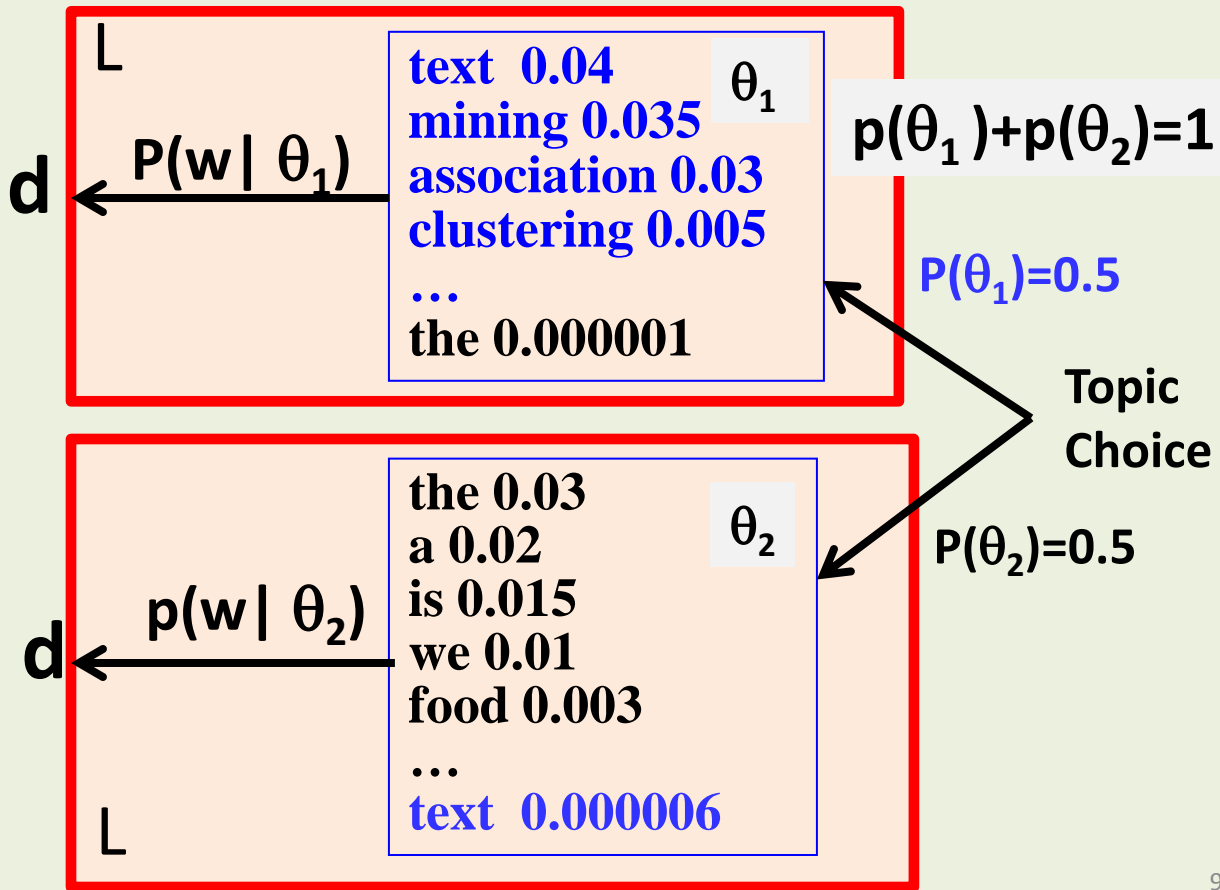 L
text 0.04
mining 0.035
association 0.03
clustering 0.005
…
the 0.000001
θ₁
p(θ₁ )+p(θ₂)=1
d
P(w| θ₁)
P(θ₁)=0.5
Topic
Choice
P(θ₂)=0.5
the 0.03
a 0.02
is 0.015
we 0.01
food 0.003
…
text 0.000006
θ₂
p(w| θ₂)
d
L
9